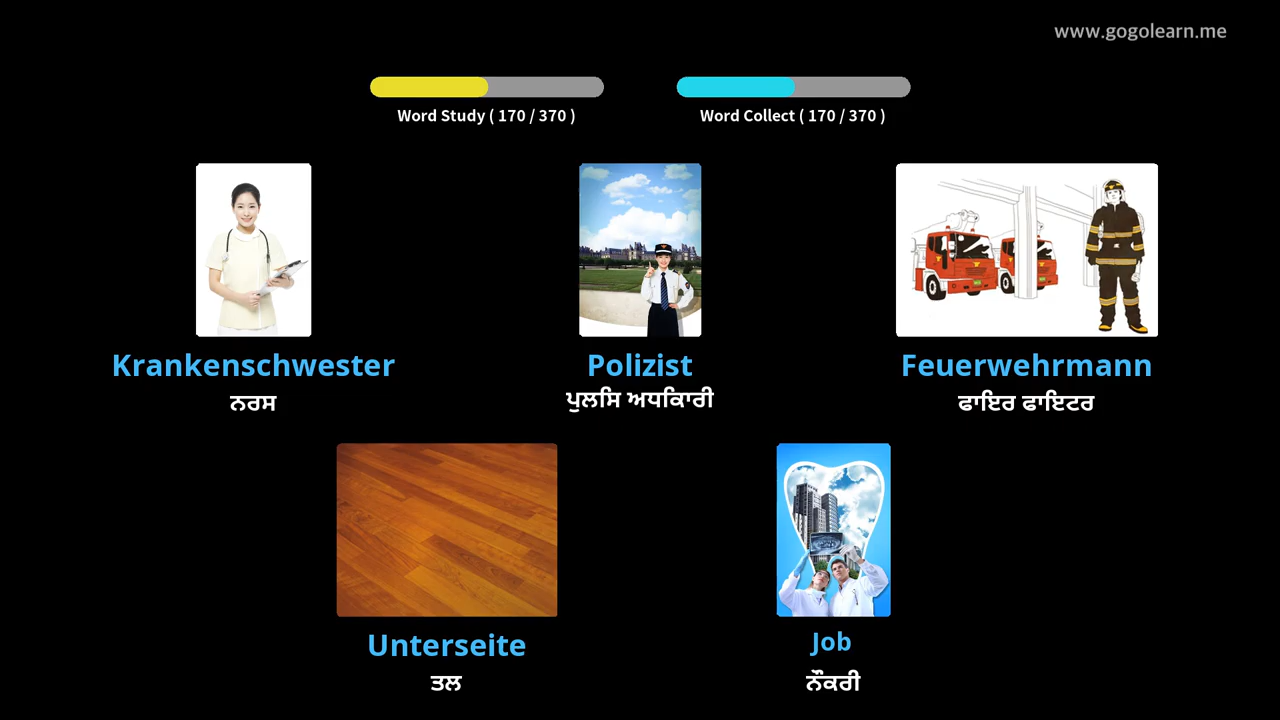 www.gogolearn.me
Word Study ( 170 / 370 )
Word Collect ( 170 / 370 )
Krankenschwester
ਨਰਸ
Polizist
ਪੁਲਸਿ ਅਧਕਿਾਰੀ
Feuerwehrmann
ਫਾਇਰ ਫਾਇਟਰ
Unterseite
ਤਲ
Job
ਨੌਕਰੀ